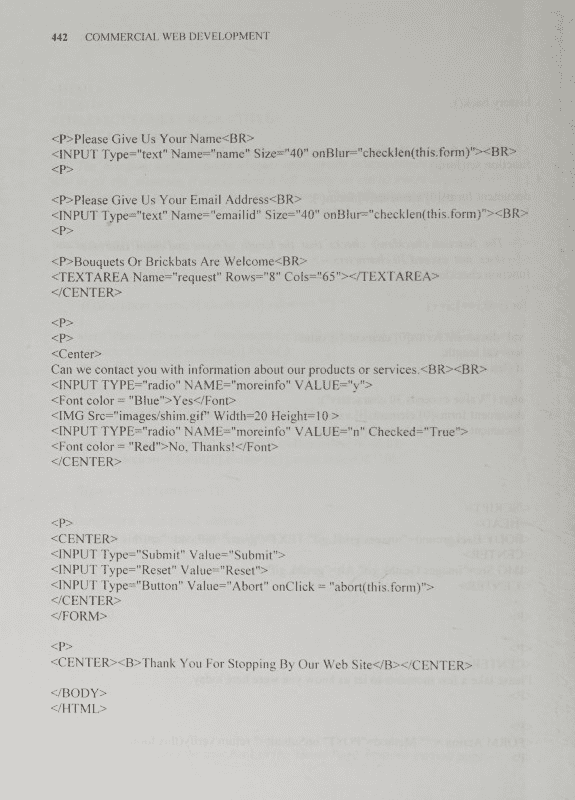 442 COMMERCIAL WEB DEVELOPMENT
<P>Please Give Us Your Name<BR>
<INPUT Type="text" Name="name" Size="40" onBlur="checklen(this.form)"><BR>
<P>
<P>Please Give Us Your Email Address<BR>
<INPUT Type="text" Name="emailid" Size="40" onBlur="checklen(this.form)"><BR>
<P>
<P>Bouquets Or Brickbats Are Welcome<BR>
<TEXTAREA Name="request" Rows="8" Cols="65"></TEXTAREA>
</CENTER>
<P>
<P>
<Center>
Can we contact you with information about our products or services.<BR><BR>
<INPUT TYPE="radio" NAME="moreinfo" VALUE="y">
<Font color = "Blue">Yes</Font>
<IMG Src="images/shim.gif" Width=20 Height=10 >
<INPUT TYPE="radio" NAME="moreinfo" VALUE="n" Checked="True">
<Font color = "Red">No, Thanks!</Font>
</CENTER>
<P>
<CENTER>
<INPUT Type="Submit" Value="Submit">
<INPUT Type="Reset" Value="Reset">
<INPUT Type="Button" Value="Abort" onClick = "abort(this.form)">
</CENTER>
</FORM>
<P>
<CENTER><B>Thank You For Stopping By Our Web Site</B></CENTER>
</BODY>
</HTML>